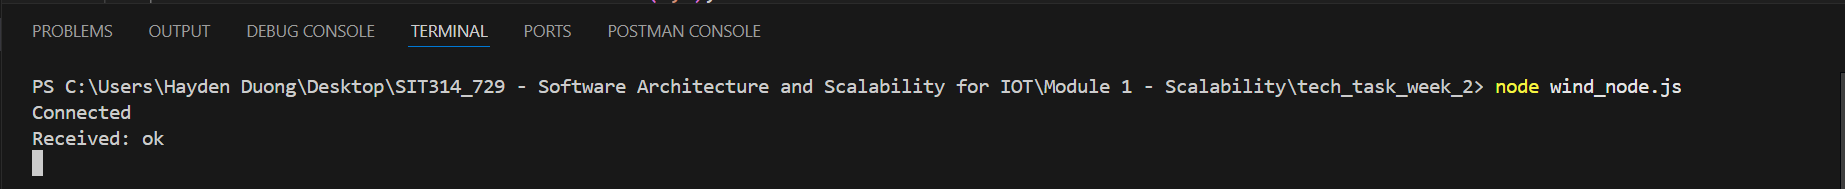 PROBLEMS OUTPUT DEBUG CONSOLE TERMINAL PORTS POSTMAN CONSOLE
PS C:\Users\Hayden Duong\Desktop\SIT314_729 - Software Architecture and Scalability for IOT\Module 1 - Scalability\tech_task_week_2> node wind_node.js
Connected
Received: ok